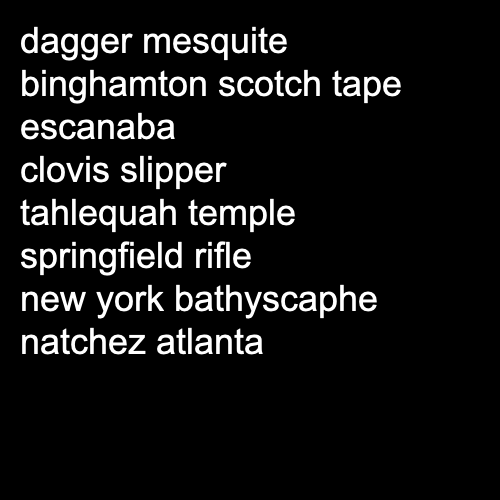 dagger mesquite
binghamton scotch tape
escanaba
clovis slipper
tahlequah temple
springfield rifle
new york bathyscaphe
natchez atlanta